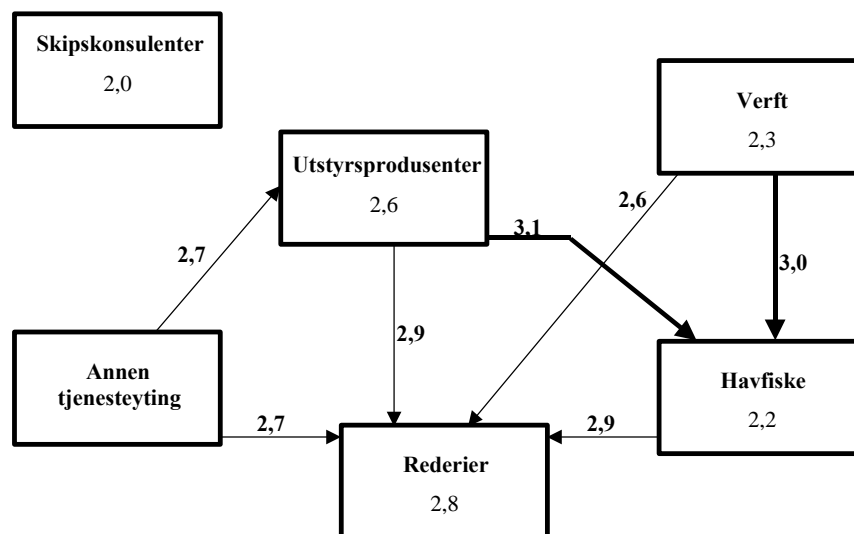 Skipskonsulenter
2,0
Verft
2,3
Utstyrsprodusenter
2,6
2,6
3,1
2,7
3,0
2,9
Annen
tjenesteyting
Havfiske
2,2
2,7
2,9
Rederier
2,8